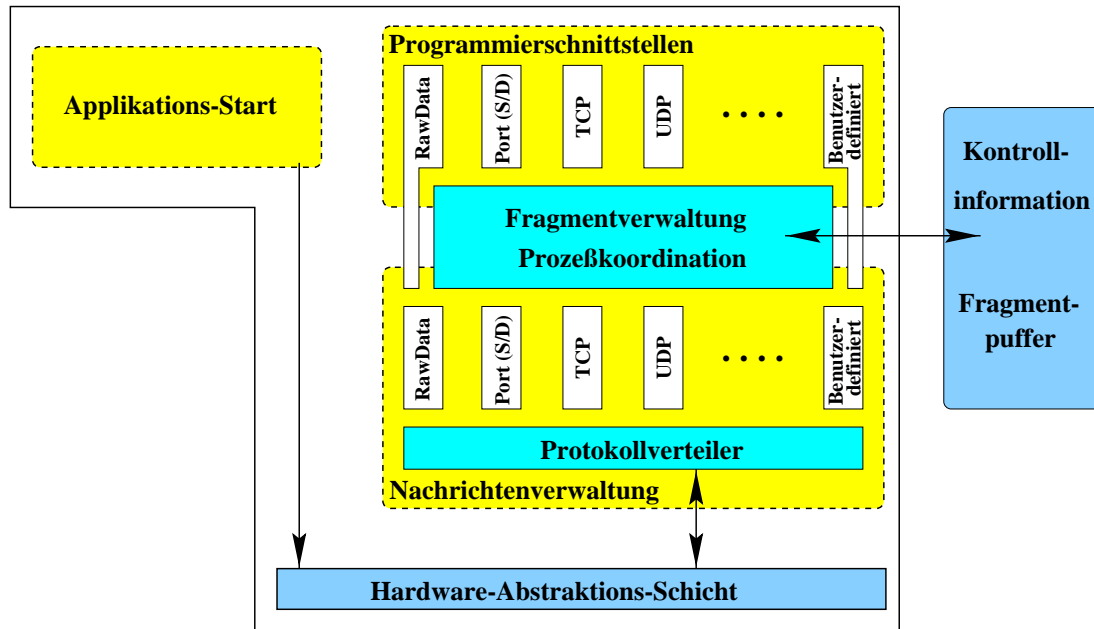 Programmierschnittstellen
Applikations-Start
RawData
Port (S/D)
TCP
UDP
. . . .
Benutzer-
definiert
Kontroll-
information
Fragment-
puffer
Fragmentverwaltung
Prozeßkoordination
RawData
Port (S/D)
TCP
UDP
. . . .
Benutzer-
definiert
Protokollverteiler
Nachrichtenverwaltung
Hardware-Abstraktions-Schicht